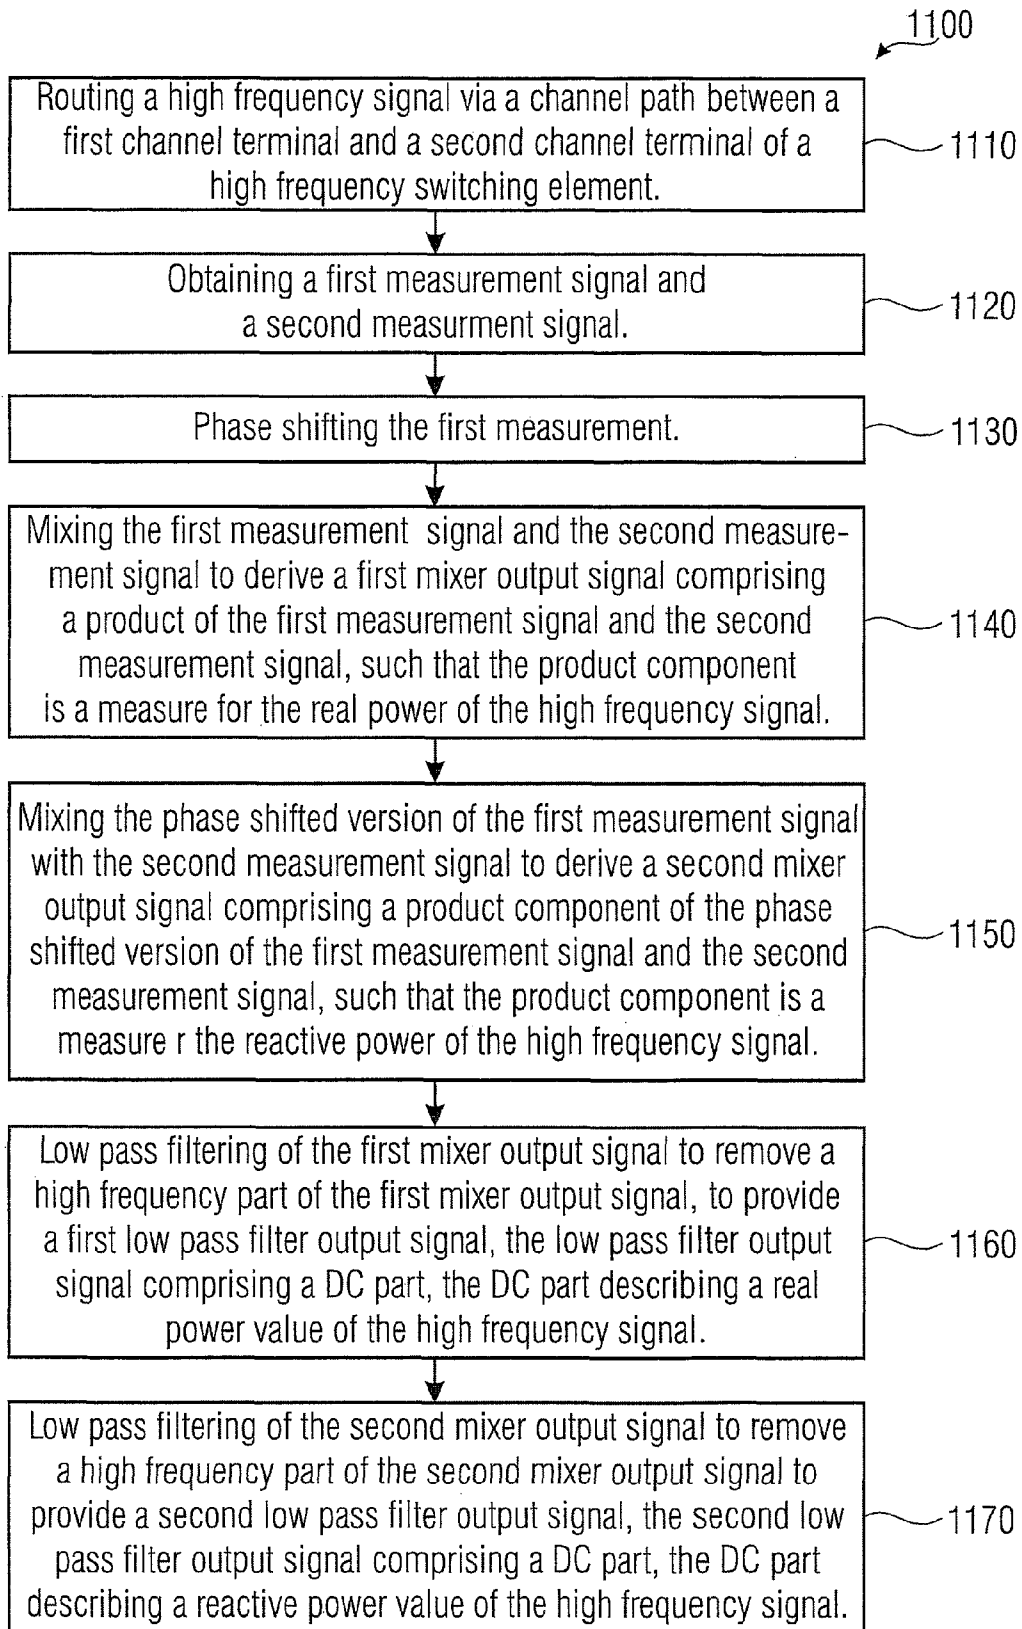 1100
Routing a high frequency signal via a channel path between a
first channel terminal and a second channel terminal of a
high frequency switching element.
1110
Obtaining a first measurement signal and
a second measurment signal.
1120
Phase shifting the first measurement.
1130
Mixing the first measurement signal and the second measure-
ment signal to derive a first mixer output signal comprising
a product of the first measurement signal and the second
measurement signal, such that the product component
is a measure for the real power of the high frequency signal.
1140
Mixing the phase shifted version of the first measurement signal
with the second measurement signal to derive a second mixer
output signal comprising a product component of the phase
shifted version of the first measurement signal and the second
measurement signal, such that the product component is a
measure r the reactive power of the high frequency signal.
1150
Low pass filtering of the first mixer output signal to remove a
high frequency part of the first mixer output signal, to provide
a first low pass filter output signal, the low pass filter output
signal comprising a DC part, the DC part describing a real
power value of the high frequency signal.
1160
Low pass filtering of the second mixer output signal to remove
a high frequency part of the second mixer output signal to
provide a second low pass filter output signal, the second low
pass filter output signal comprising a DC part, the DC part
describing a reactive power value of the high frequency signal.
1170